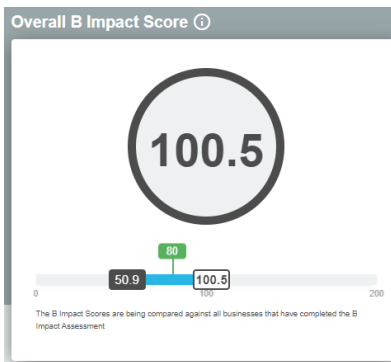 Overall B Impact Score ⓘ
100.5
80
50.9 100.5
0 100 200
The B Impact Scores are being compared against all businesses that have completed the B
Impact Assessment